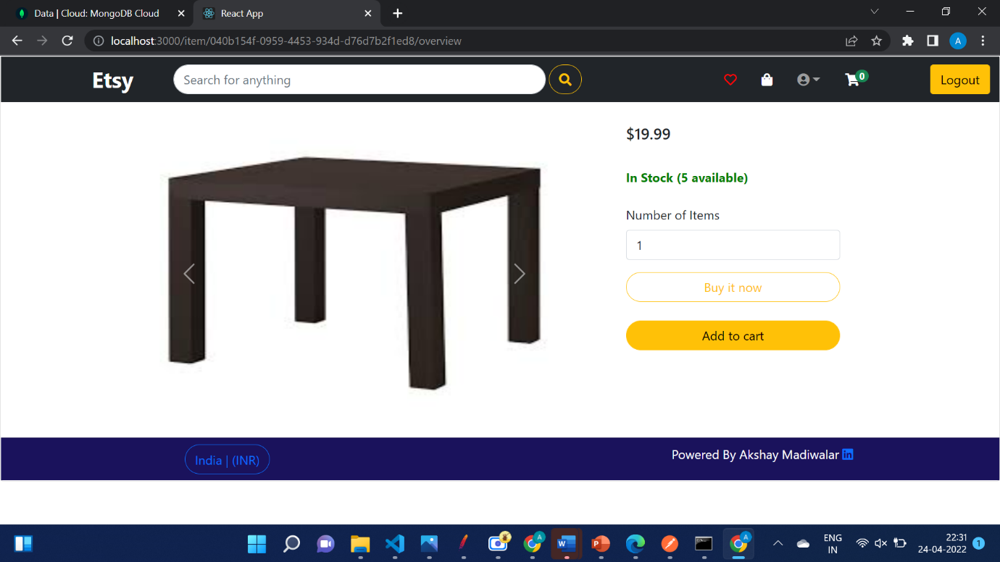 Data | Cloud: MongoDB Cloud
React App
localhost:3000/item/040b154f-0959-4453-934d-d76d7b2f1ed8/overview
A
Etsy
Search for anything
0
Logout
$19.99
In Stock (5 available)
Number of Items
1
Buy it now
Add to cart
India | (INR)
Powered By Akshay Madiwalar in
ENG
IN
22:31
24-04-2022
1